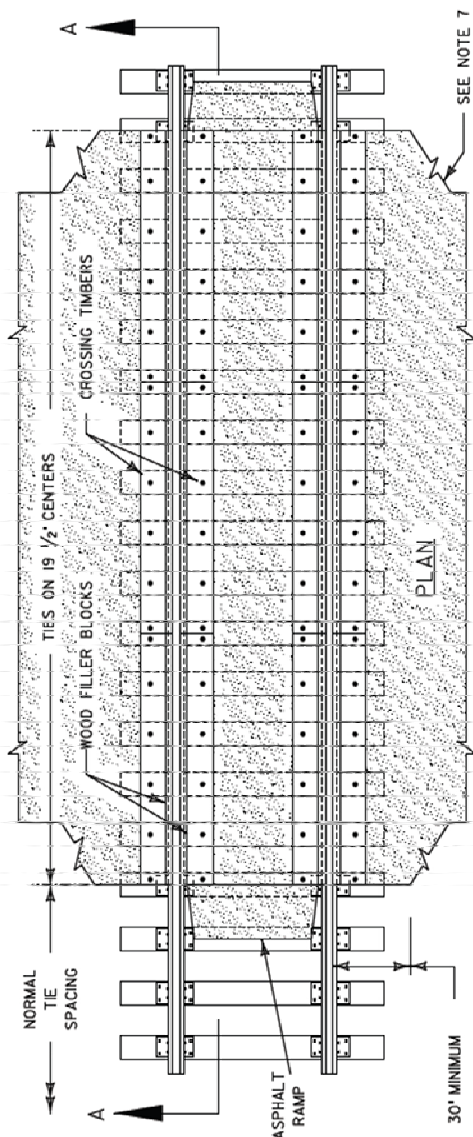 A
A
TIES ON 19 1/2 CENTERS
NORMAL
TIE
SPACING
WOOD FILLER BLOCKS
CROSSING TIMBERS
ASPHALT
RAMP
PLAN
30' MINIMUM
SEE NOTE 7